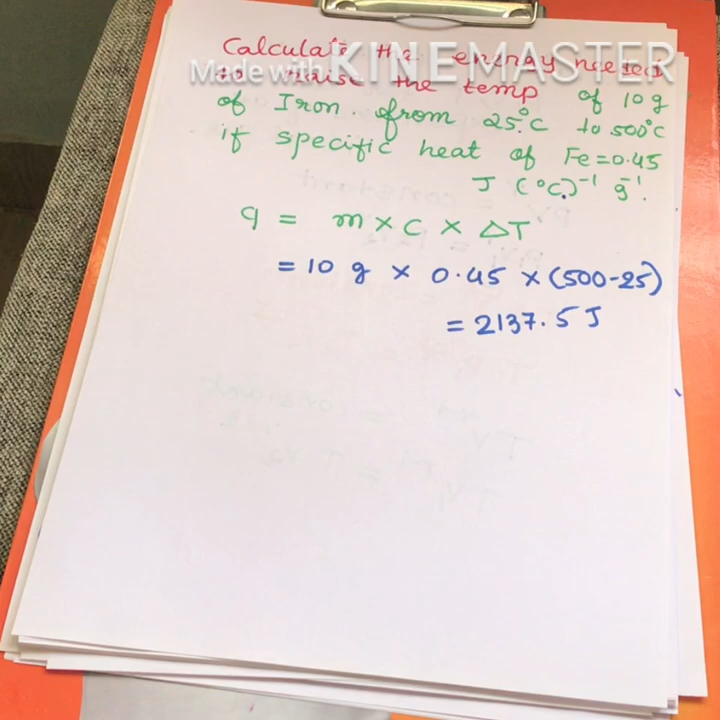 Calculate the energy needed
Made with KINEMASTER
to raise the temp of 10 g
of Iron from 25°C to 500°C
if specific heat of Fe = 0.45
J (°C)⁻¹ g⁻¹.
q = m × C × ΔT
= 10 g × 0.45 × (500-25)
= 2137.5 J